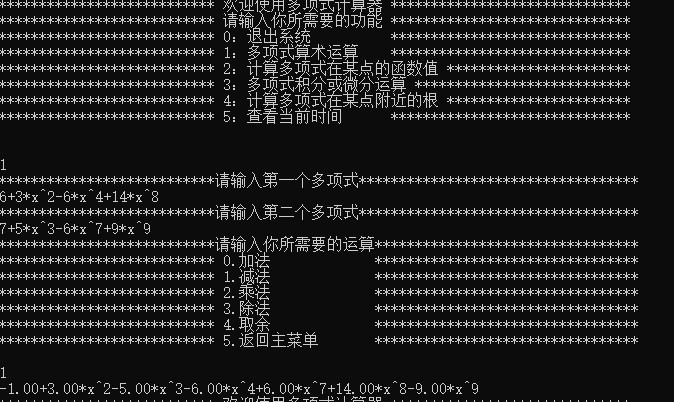 *************************** 欢迎使用多项式计算器 ******************************
*************************** 请输入你所需要的功能 ******************************
*************************** 0：退出系统 ******************************
*************************** 1：多项式算术运算 ******************************
*************************** 2：计算多项式在某点的函数值 ***********************
*************************** 3：多项式积分或微分运算 ***************************
*************************** 4：计算多项式在某点附近的根 ***********************
*************************** 5：查看当前时间 ******************************
1
***************************请输入第一个多项式***********************************
6+3*x^2-6*x^4+14*x^8
***************************请输入第二个多项式***********************************
7+5*x^3-6*x^7+9*x^9
***************************请输入你所需要的运算*********************************
*************************** 0.加法 *********************************
*************************** 1.减法 *********************************
*************************** 2.乘法 *********************************
*************************** 3.除法 *********************************
*************************** 4.取余 *********************************
*************************** 5.返回主菜单 *********************************
1
-1.00+3.00*x^2-5.00*x^3-6.00*x^4+6.00*x^7+14.00*x^8-9.00*x^9
欢迎使用多项式计算器